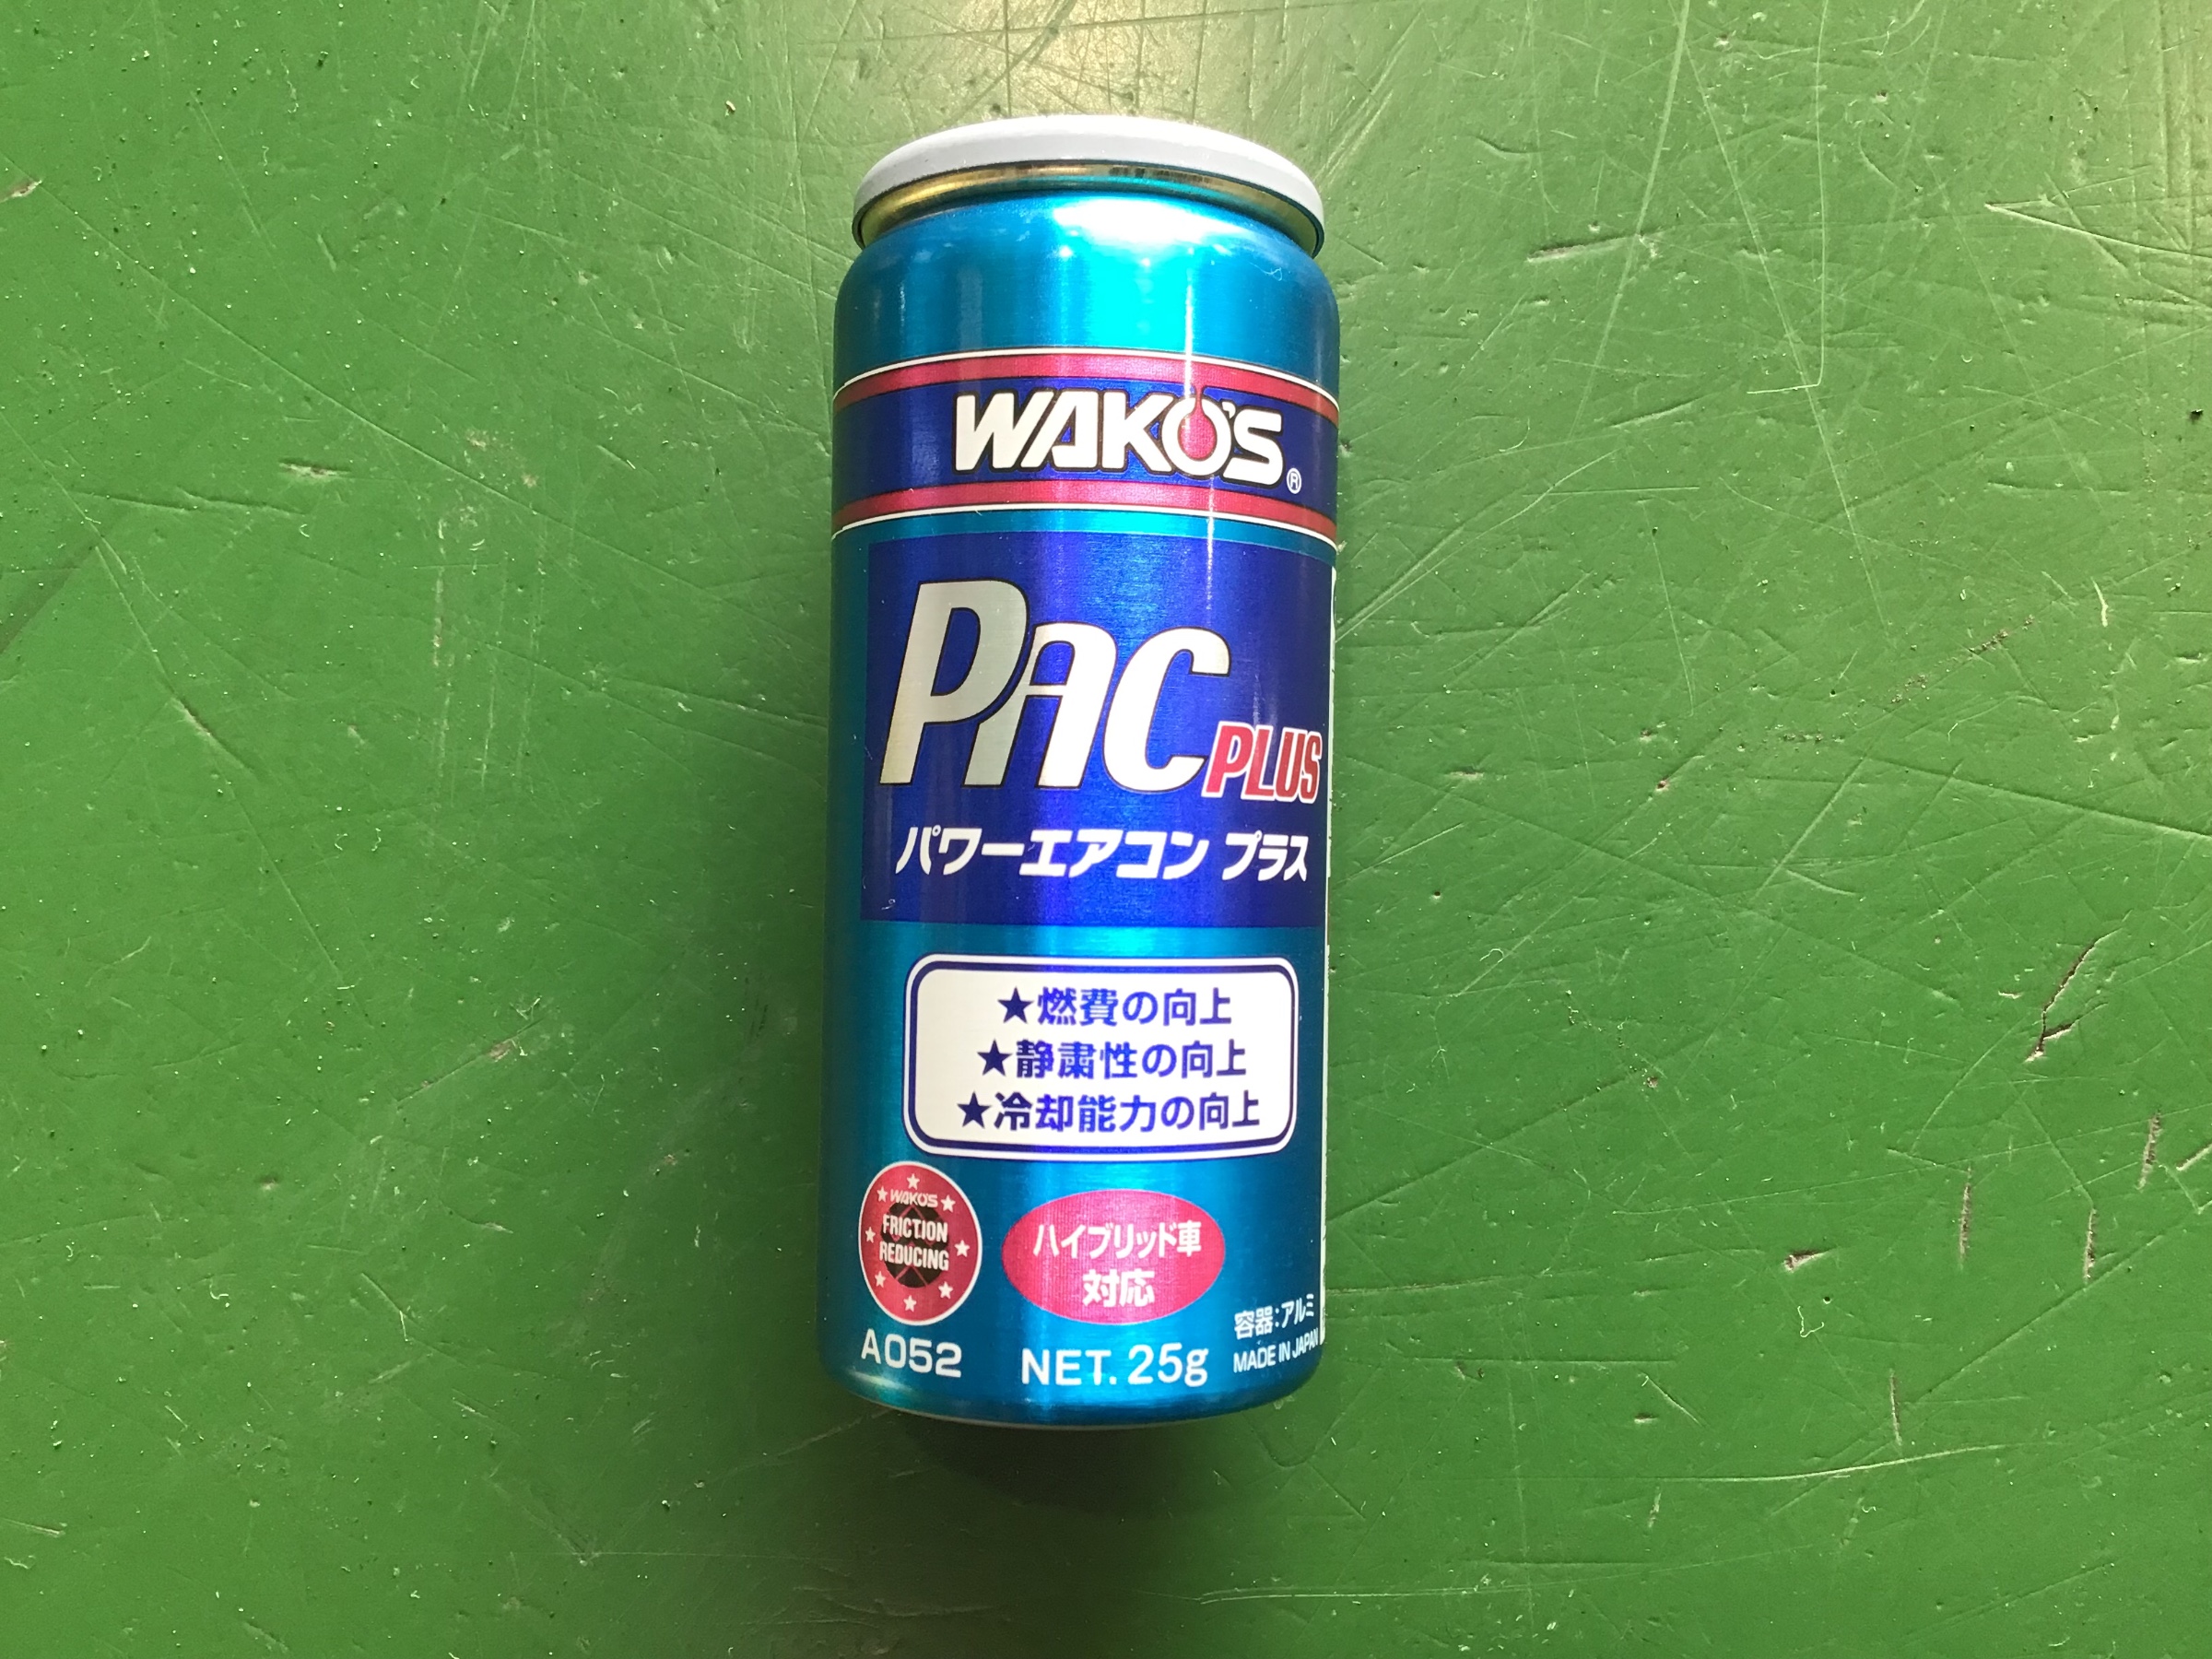 WAKO'S®
PAC PLUS
パワーエアコン プラス
★燃費の向上
★静粛性の向上
★冷却能力の向上
WAKO'S
FRICTION
REDUCING
ハイブリッド車
対応
容器:アルミ
A052
NET. 25g
MADE IN JAPAN